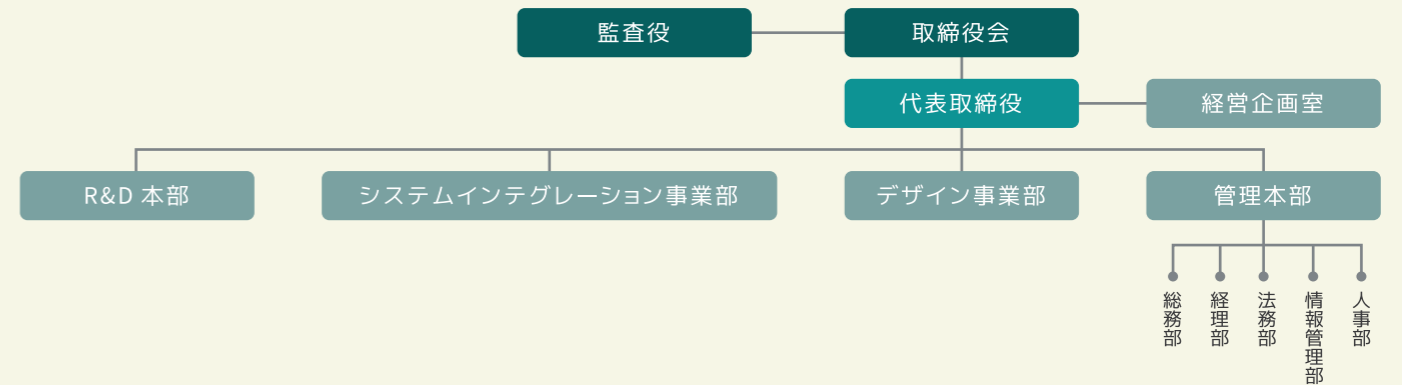 監査役
取締役会
代表取締役
経営企画室
R&D 本部
システムインテグレーション事業部
デザイン事業部
管理本部
総務部
経理部
法務部
情報管理部
人事部